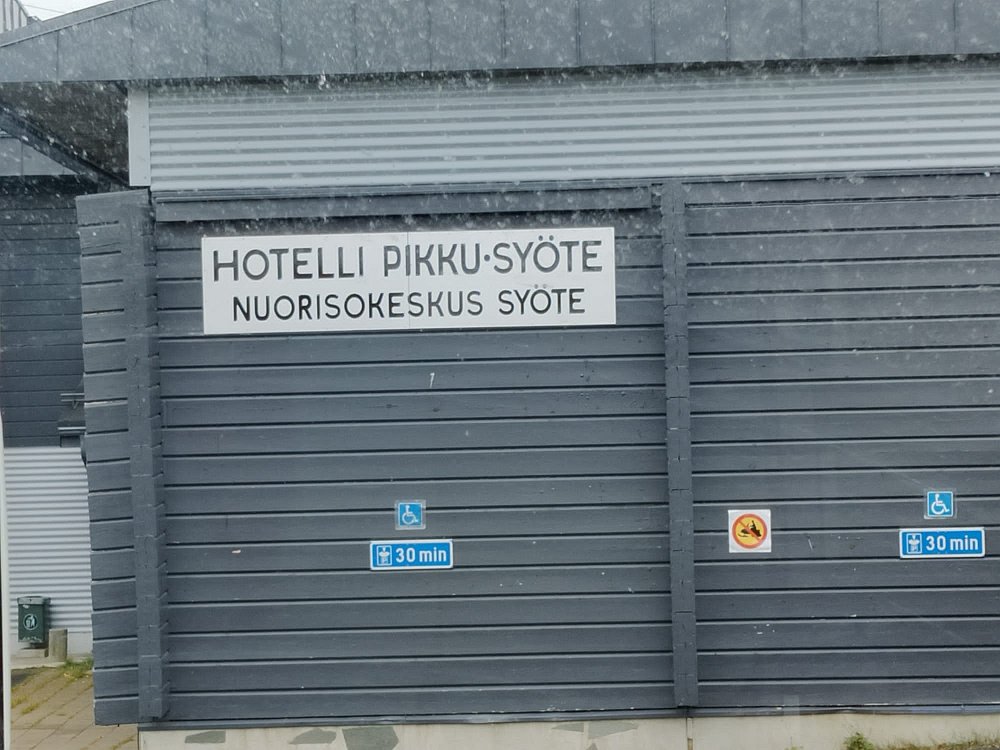 HOTELLI PIKKU·SYÖTE
NUORISOKESKUS SYÖTE
30 min
30 min